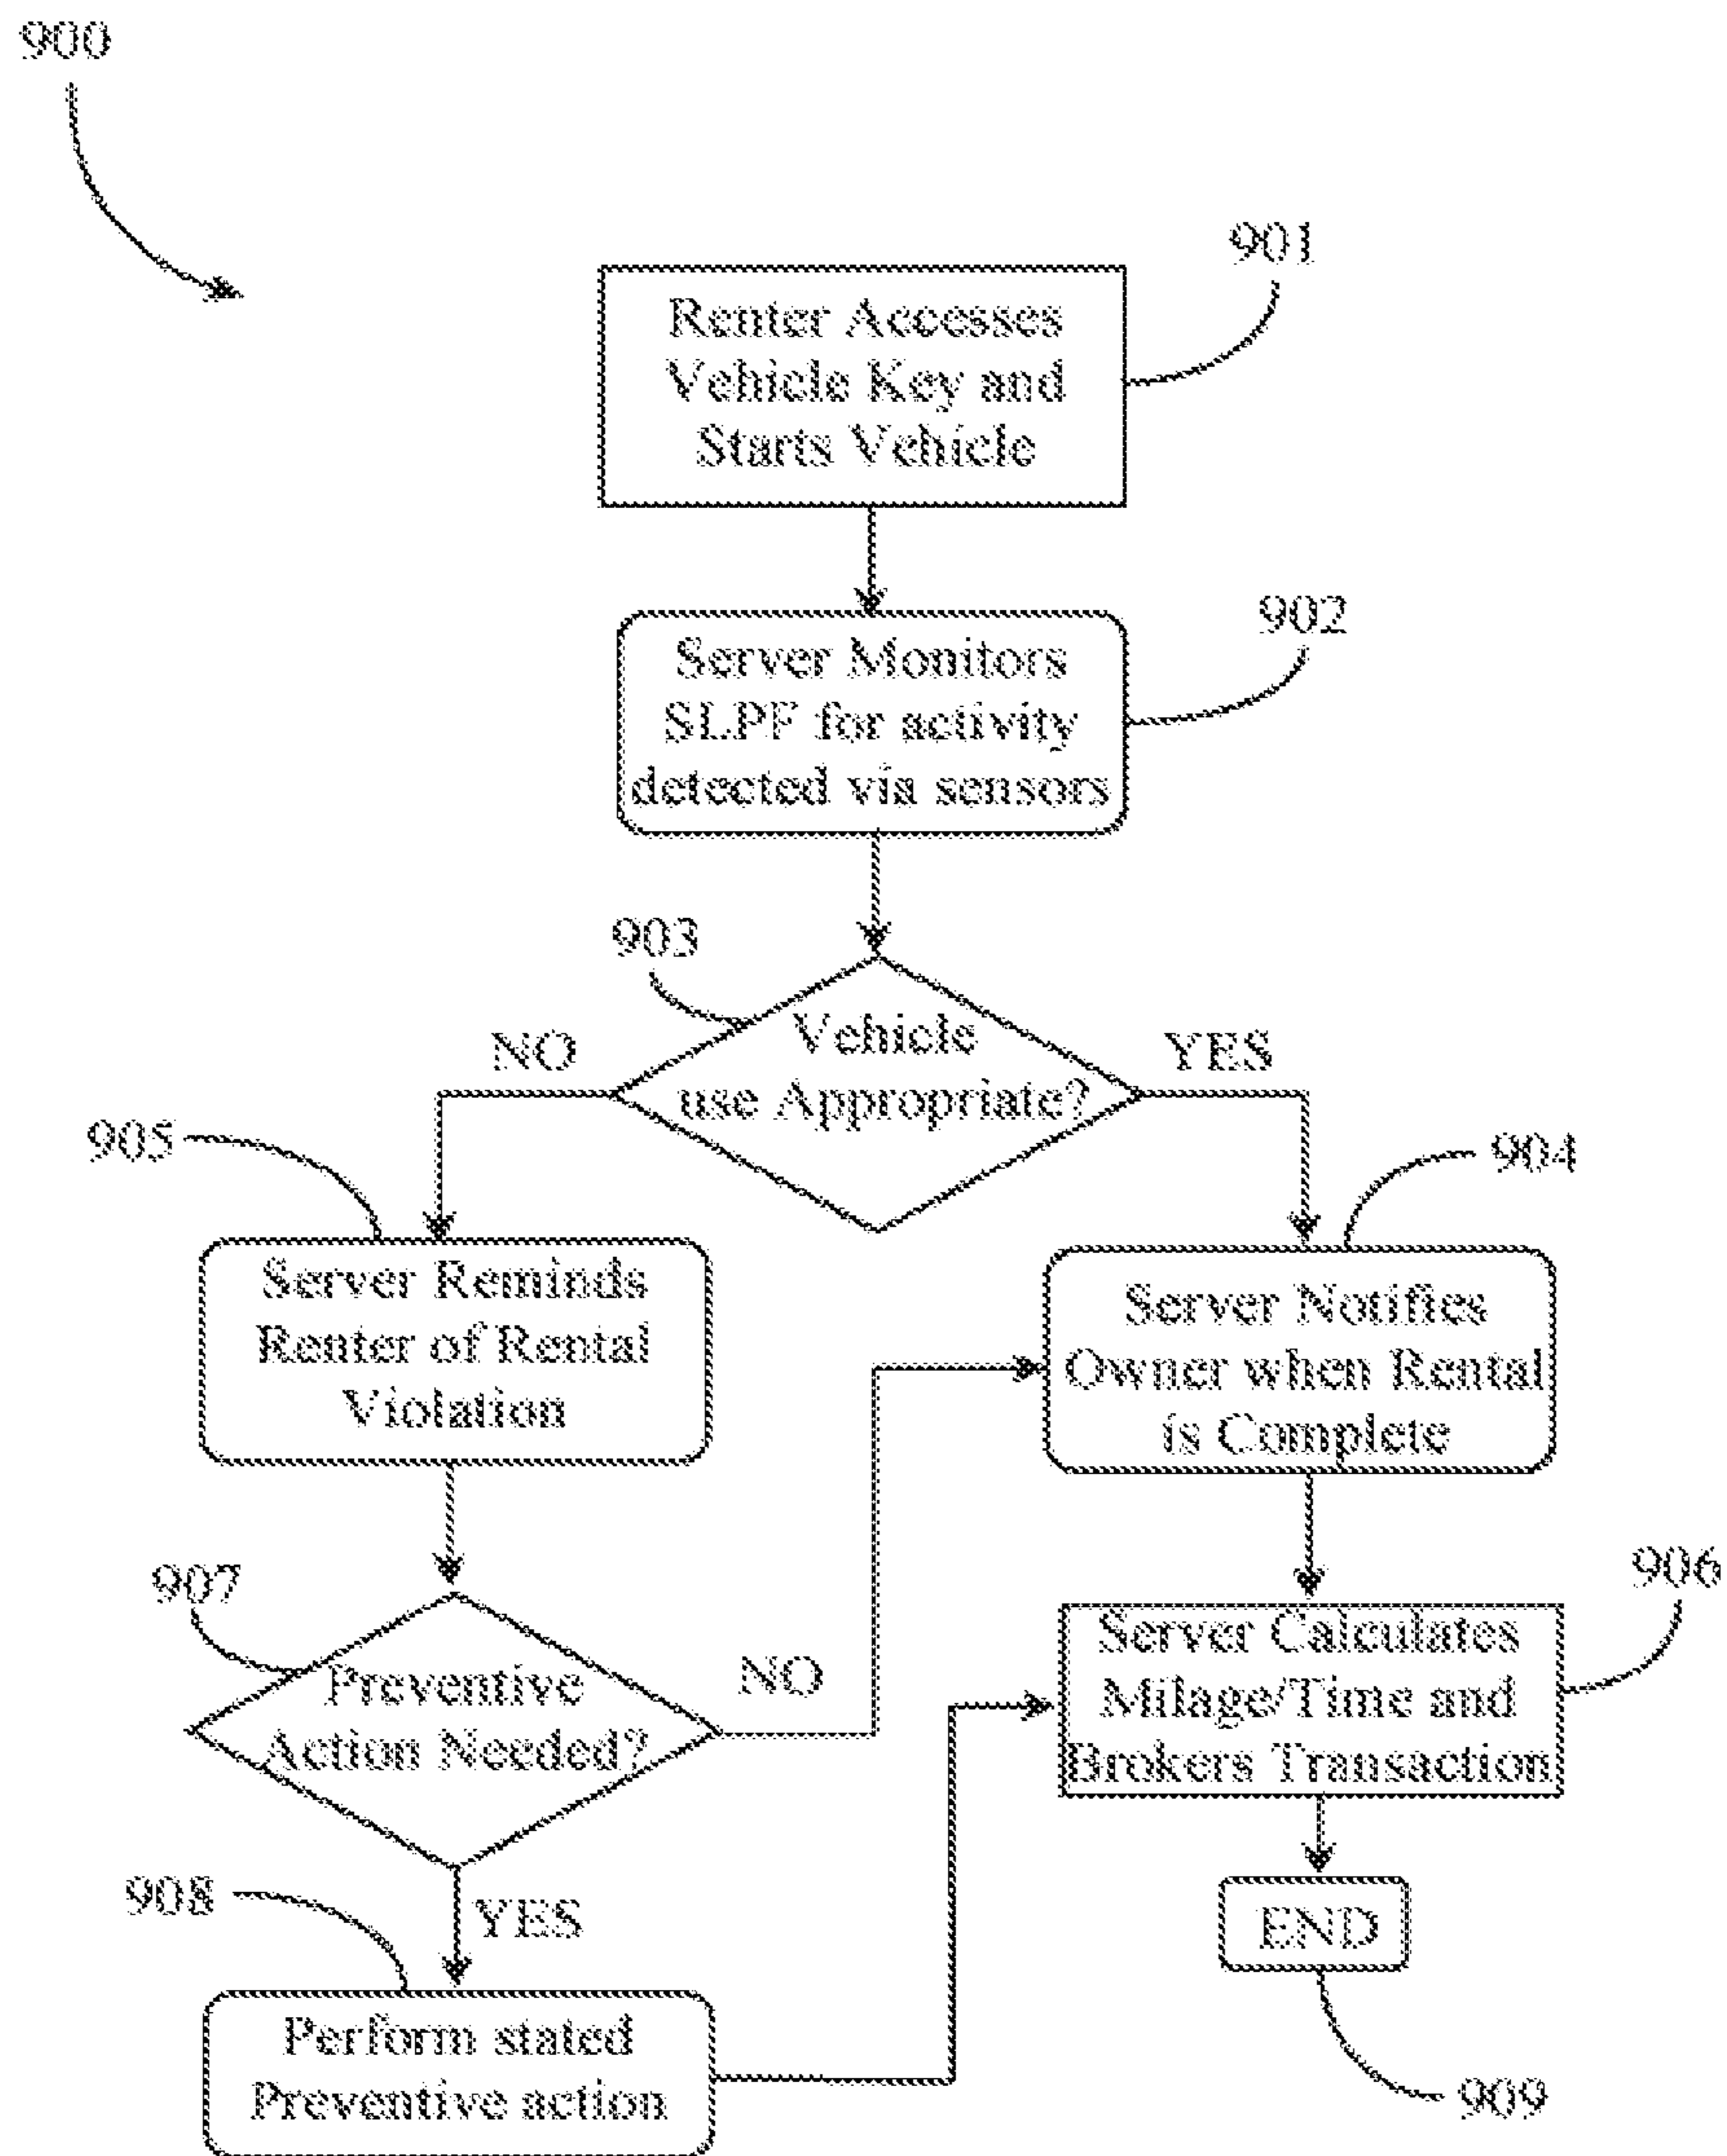 900
901
Renter Accesses
Vehicle Key and
Starts Vehicle
902
Server Monitors
SLPF for activity
detected via sensors
903
Vehicle
use Appropriate?
NO
YES
905
904
Server Reminds
Renter of Rental
Violation
Server Notifies
Owner when Rental
is Complete
907
906
Preventive
Action Needed?
NO
Server Calculates
Milage/Time and
Brokers Transaction
908
YES
END
Perform stated
Preventive action
909